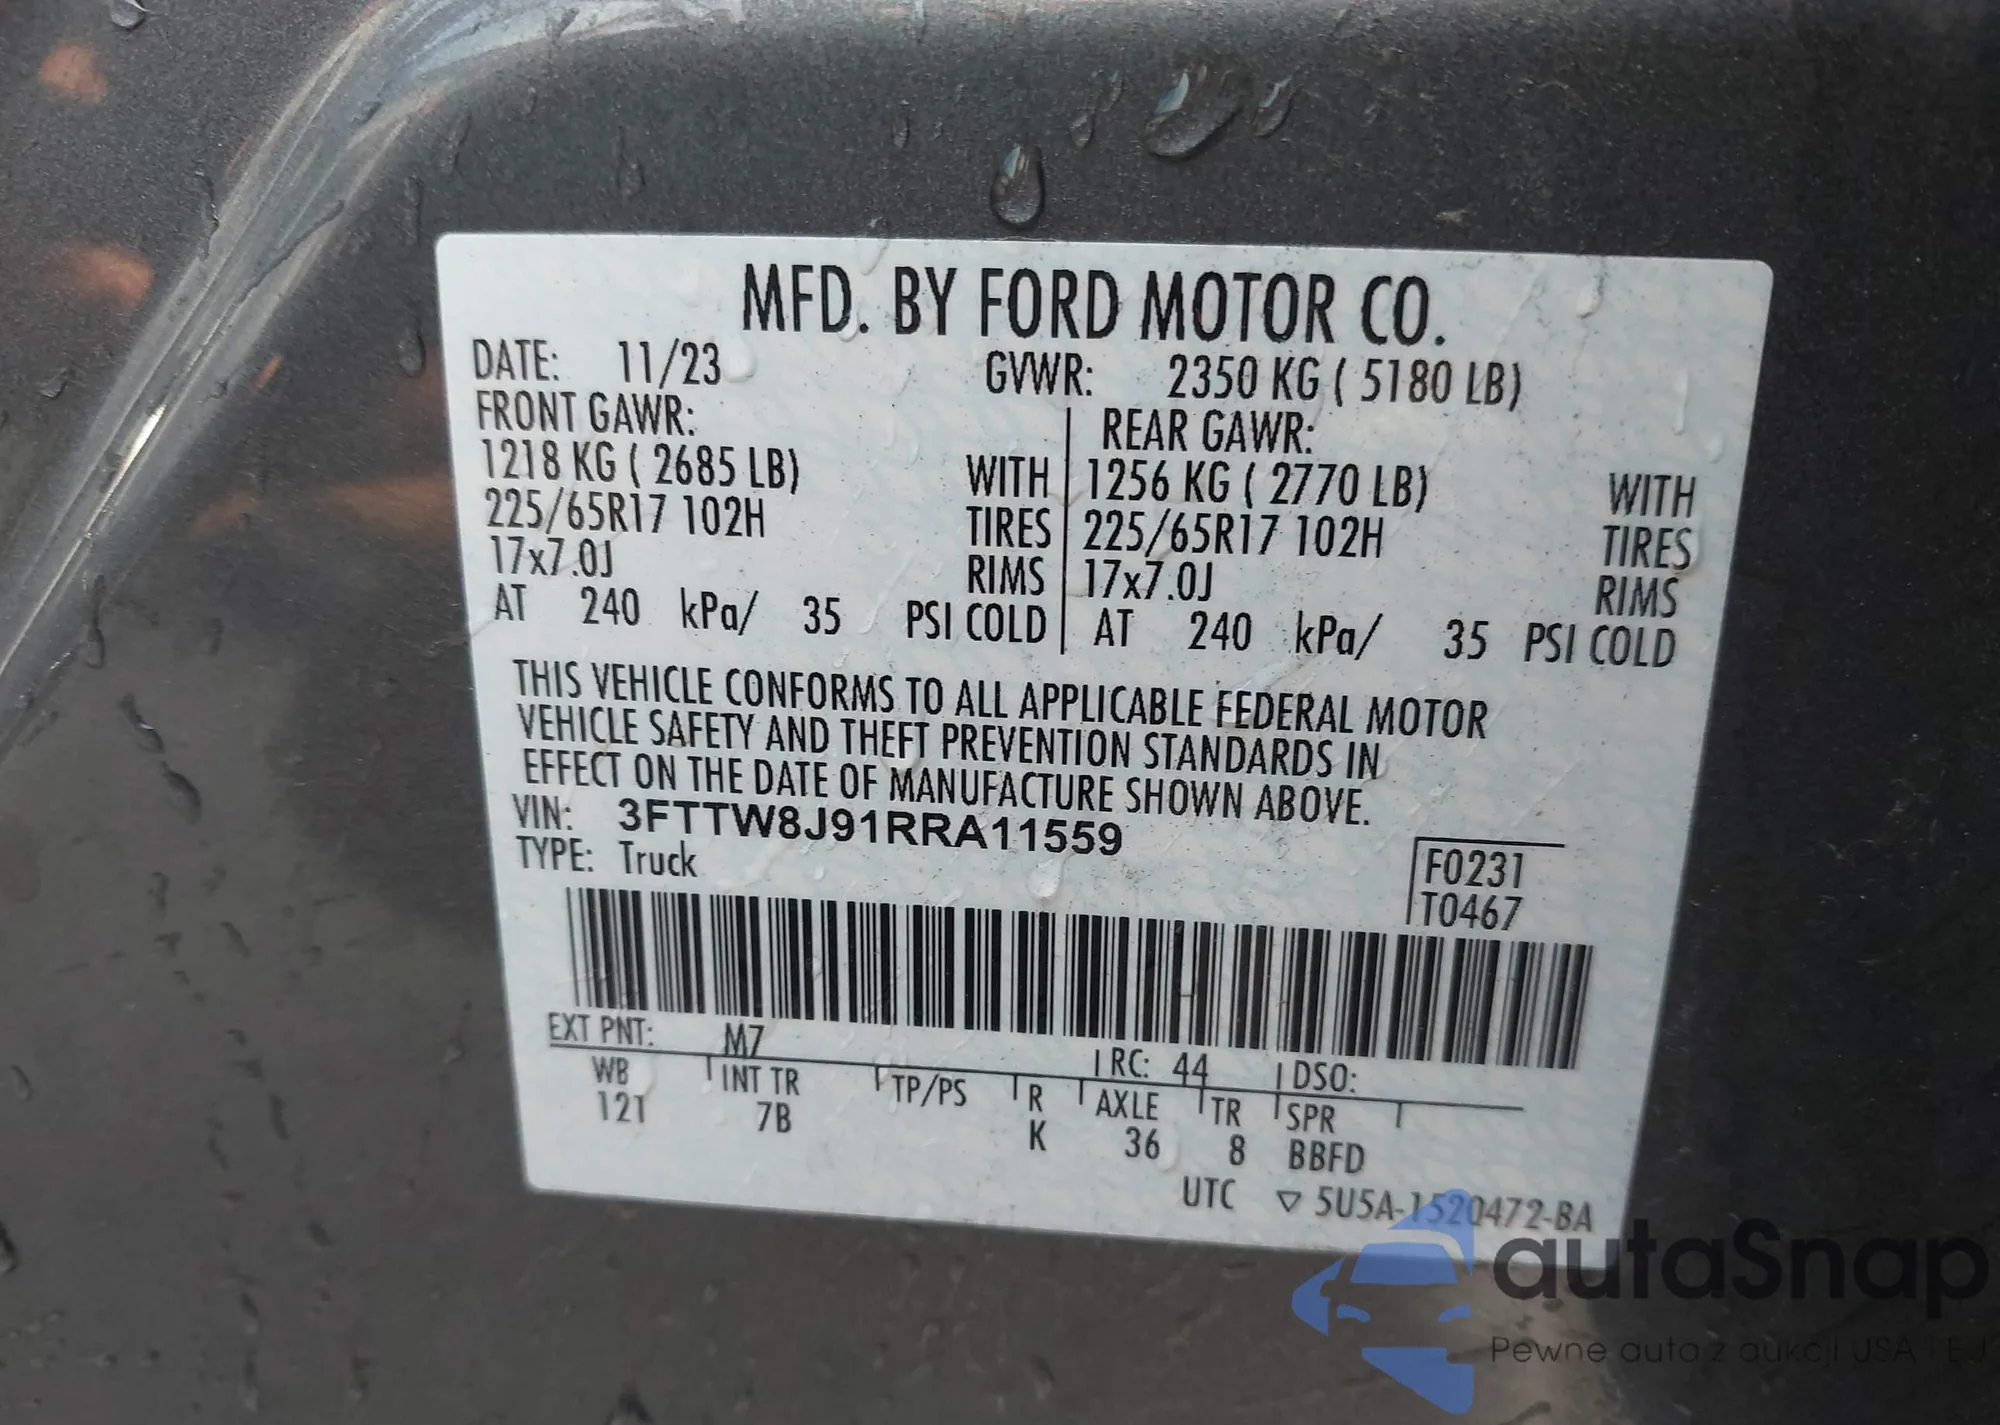 MFD. BY FORD MOTOR CO.
DATE: 11/23 GVWR: 2350 KG ( 5180 LB)
FRONT GAWR: REAR GAWR:
1218 KG ( 2685 LB) WITH 1256 KG ( 2770 LB) WITH
225/65R17 102H TIRES 225/65R17 102H TIRES
17x7.0J RIMS 17x7.0J RIMS
AT 240 kPa/ 35 PSI COLD AT 240 kPa/ 35 PSI COLD
THIS VEHICLE CONFORMS TO ALL APPLICABLE FEDERAL MOTOR
VEHICLE SAFETY AND THEFT PREVENTION STANDARDS IN
EFFECT ON THE DATE OF MANUFACTURE SHOWN ABOVE.
VIN: 3FTTW8J91RRA11559
TYPE: Truck
F0231
T0467
EXT PNT: M7 RC: 44 DSO:
WB INT TR TP/PS R AXLE TR SPR
121 7B K 36 8 BBFD
UTC ▽ 5U5A-1520472-BA
autaSnap
Pewne auta z aukcji USA i EU